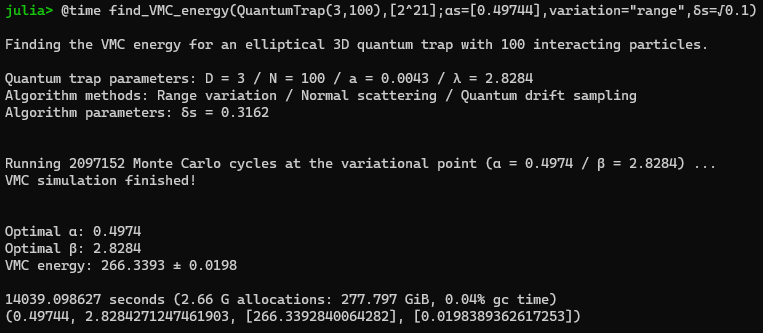 julia> @time find_VMC_energy(QuantumTrap(3,100),[2^21];αs=[0.49744],variation="range",δs=√0.1)
Finding the VMC energy for an elliptical 3D quantum trap with 100 interacting particles.
Quantum trap parameters: D = 3 / N = 100 / a = 0.0043 / λ = 2.8284
Algorithm methods: Range variation / Normal scattering / Quantum drift sampling
Algorithm parameters: δs = 0.3162
Running 2097152 Monte Carlo cycles at the variational point (α = 0.4974 / β = 2.8284) ...
VMC simulation finished!
Optimal α: 0.4974
Optimal β: 2.8284
VMC energy: 266.3393 ± 0.0198
14039.098627 seconds (2.66 G allocations: 277.797 GiB, 0.04% gc time)
(0.49744, 2.8284271247461903, [266.3392840064282], [0.0198389362617253])